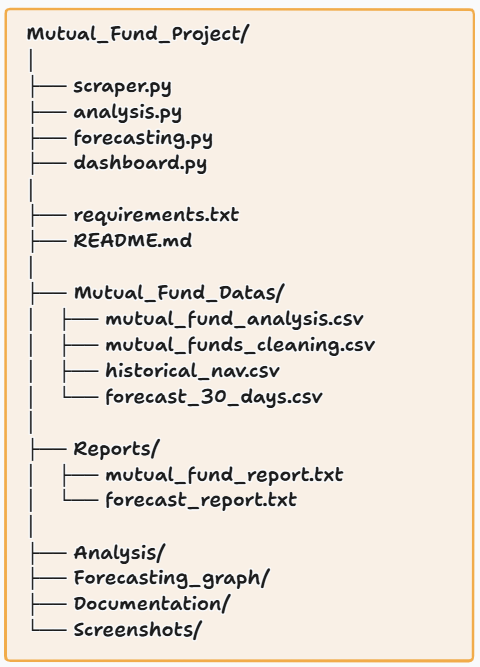 Mutual_Fund_Project/
│
├── scraper.py
├── analysis.py
├── forecasting.py
├── dashboard.py
│
├── requirements.txt
├── README.md
│
├── Mutual_Fund_Datas/
│   ├── mutual_fund_analysis.csv
│   ├── mutual_funds_cleaning.csv
│   ├── historical_nav.csv
│   └── forecast_30_days.csv
│
├── Reports/
│   ├── mutual_fund_report.txt
│   └── forecast_report.txt
│
├── Analysis/
├── Forecasting_graph/
├── Documentation/
└── Screenshots/